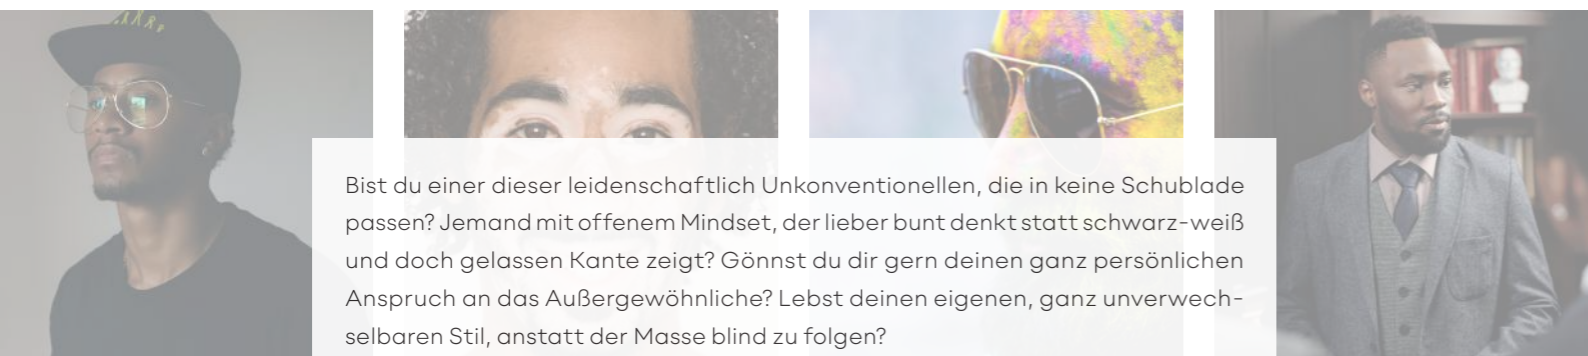 Bist du einer dieser leidenschaftlich Unkonventionellen, die in keine Schublade
passen? Jemand mit offenem Mindset, der lieber bunt denkt statt schwarz-weiß
und doch gelassen Kante zeigt? Gönnst du dir gern deinen ganz persönlichen
Anspruch an das Außergewöhnliche? Lebst deinen eigenen, ganz unverwech-
selbaren Stil, anstatt der Masse blind zu folgen?